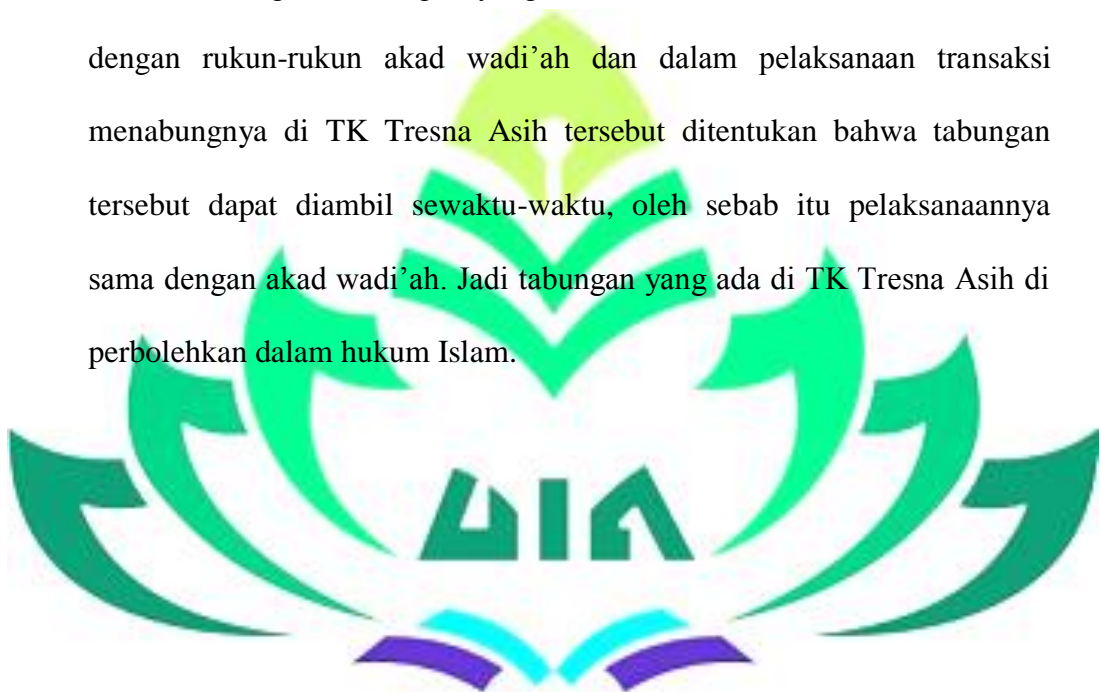 dengan rukun-rukun akad wadi’ah dan dalam pelaksanaan transaksi
menabungnya di TK Tresna Asih tersebut ditentukan bahwa tabungan
tersebut dapat diambil sewaktu-waktu, oleh sebab itu pelaksanaannya
sama dengan akad wadi’ah. Jadi tabungan yang ada di TK Tresna Asih di
perbolehkan dalam hukum Islam.